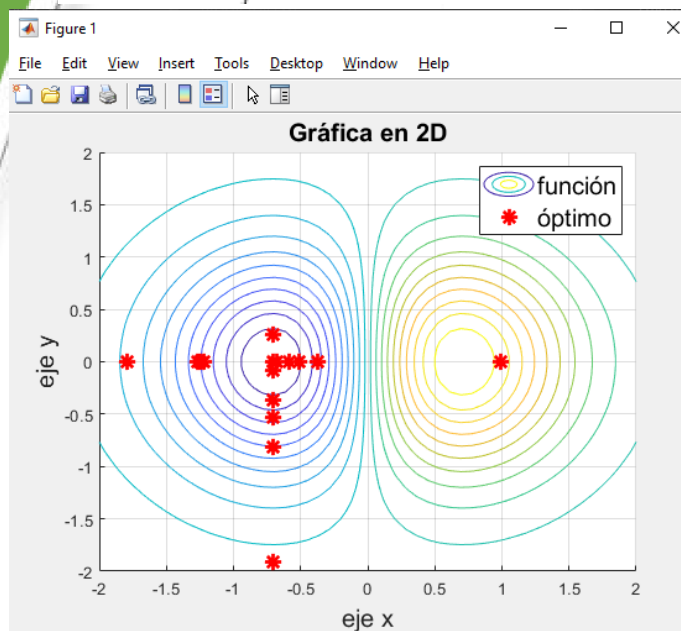 Figure 1
File Edit View Insert Tools Desktop Window Help
Gráfica en 2D
función
óptimo
2
1.5
1
0.5
0
-0.5
-1
-1.5
-2
eje y
-2 -1.5 -1 -0.5 0 0.5 1 1.5 2
eje x